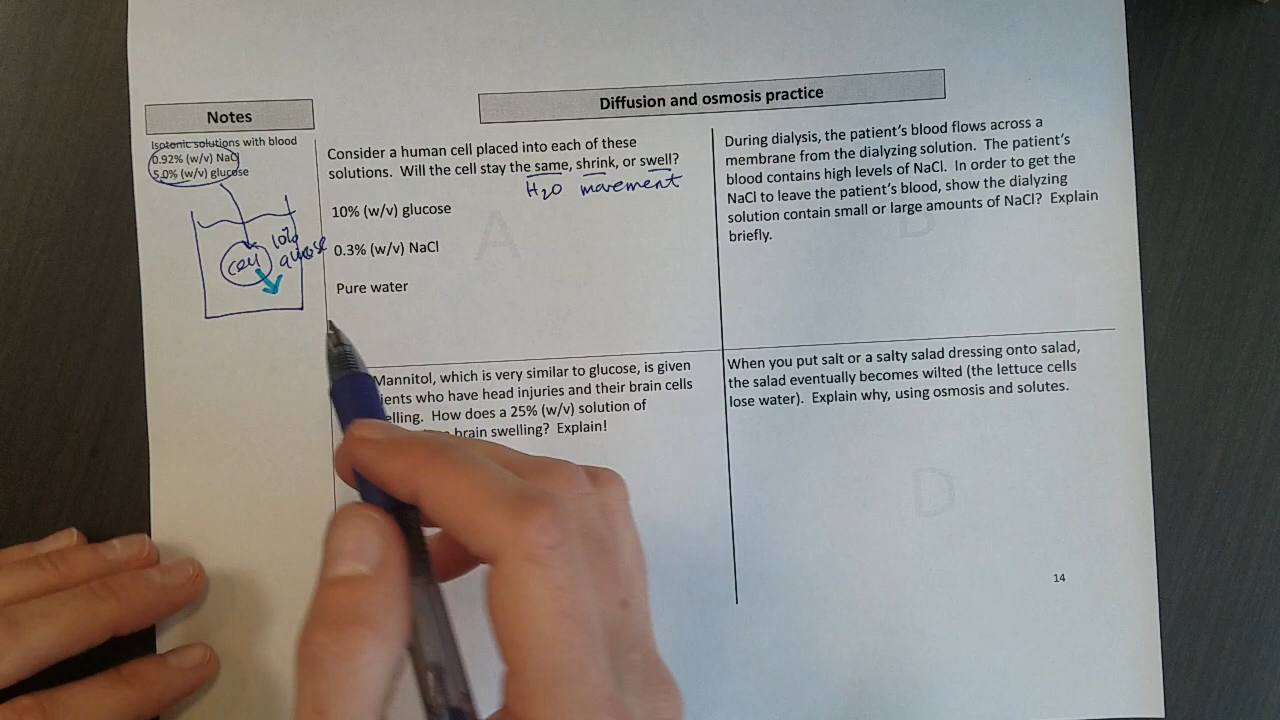 Notes
Isotonic solutions with blood
0.92% (w/v) NaCl
5.0% (w/v) glucose
cell
10%
glucose
Diffusion and osmosis practice
Consider a human cell placed into each of these
solutions. Will the cell stay the same, shrink, or swell?
H2O movement
10% (w/v) glucose
0.3% (w/v) NaCl
Pure water
A
During dialysis, the patient's blood flows across a
membrane from the dialyzing solution. The patient's
blood contains high levels of NaCl. In order to get the
NaCl to leave the patient's blood, show the dialyzing
solution contain small or large amounts of NaCl? Explain
briefly.
B
Mannitol, which is very similar to glucose, is given
who have head injuries and their brain cells
How does a 25% (w/v) solution of
brain swelling? Explain!
When you put salt or a salty salad dressing onto salad,
the salad eventually becomes wilted (the lettuce cells
lose water). Explain why, using osmosis and solutes.
D
14